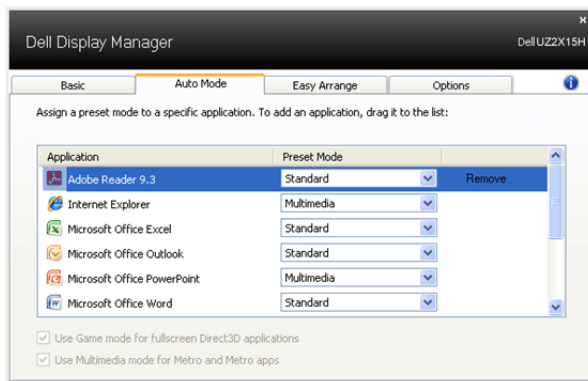 Dell Display Manager
Dell UZ2X15H
Basic
Auto Mode
Easy Arrange
Options
Assign a preset mode to a specific application. To add an application, drag it to the list:
Application Preset Mode
Adobe Reader 9.3 Standard Remove
Internet Explorer Multimedia
Microsoft Office Excel Standard
Microsoft Office Outlook Standard
Microsoft Office PowerPoint Multimedia
Microsoft Office Word Standard
Use Game mode for fullscreen Direct3D applications
Use Multimedia mode for Metro and Metro apps